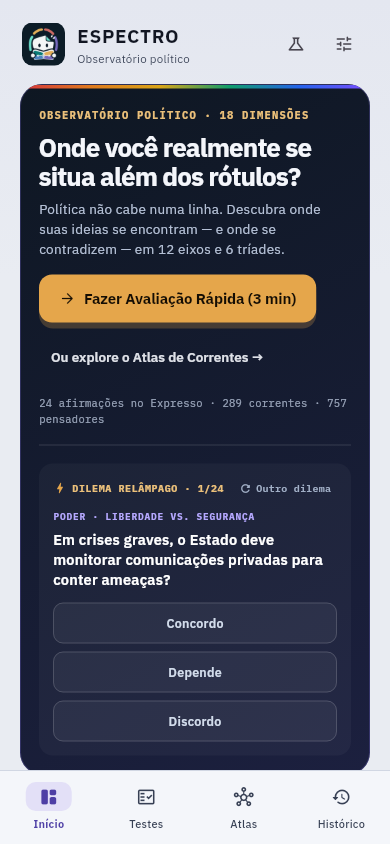 ESPECTRO
Observatório político
OBSERVATÓRIO POLÍTICO · 18 DIMENSÕES
Onde você realmente se
situa além dos rótulos?
Política não cabe numa linha. Descubra onde
suas ideias se encontram — e onde se
contradizem — em 12 eixos e 6 tríades.
→ Fazer Avaliação Rápida (3 min)
Ou explore o Atlas de Correntes →
24 afirmações no Expresso · 289 correntes · 757
pensadores
DILEMA RELÂMPAGO · 1/24
Outro dilema
PODER · LIBERDADE VS. SEGURANÇA
Em crises graves, o Estado deve
monitorar comunicações privadas para
conter ameaças?
Concordo
Depende
Discordo
Início
Testes
Atlas
Histórico